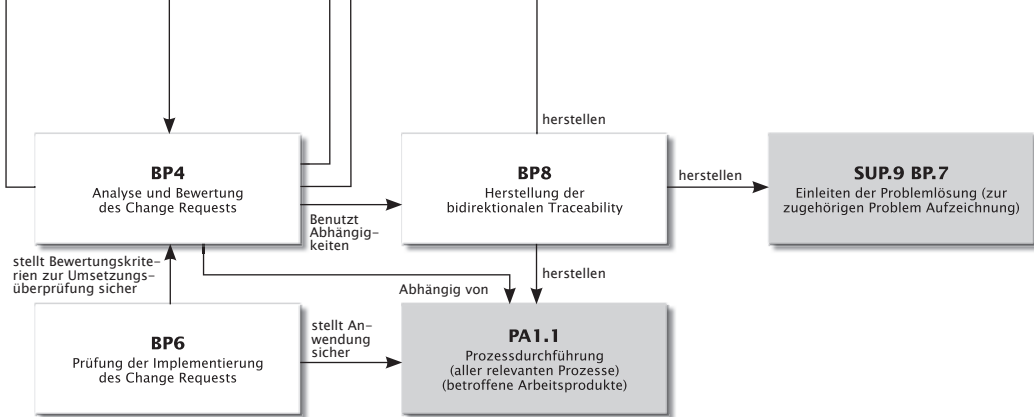 herstellen
BP4
Analyse und Bewertung
des Change Requests
BP8
Herstellung der
bidirektionalen Traceability
herstellen
SUP.9 BP.7
Einleiten der Problemlösung (zur
zugehörigen Problem Aufzeichnung)
Benutzt
Abhängig-
keiten
stellt Bewertungskrite-
rien zur Umsetzungs-
überprüfung sicher
herstellen
Abhängig von
BP6
Prüfung der Implementierung
des Change Requests
stellt An-
wendung
sicher
PA1.1
Prozessdurchführung
(aller relevanten Prozesse)
(betroffene Arbeitsprodukte)